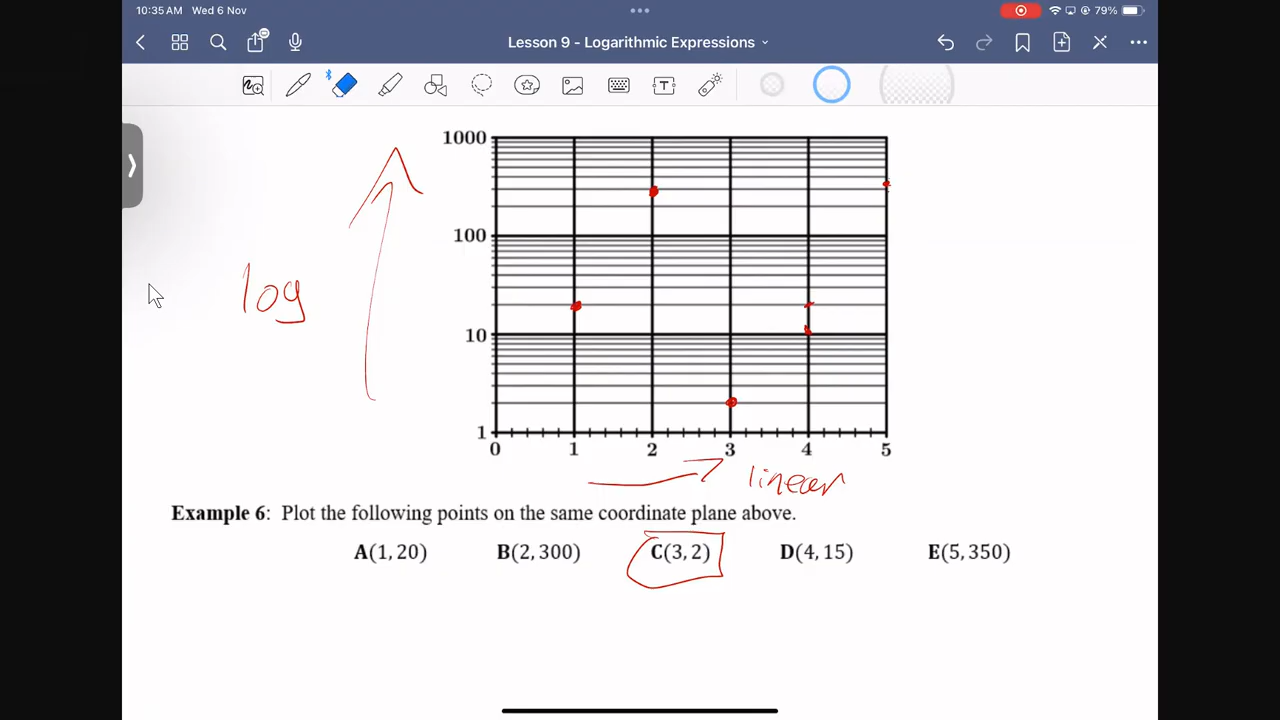 10:35AM Wed 6 Nov
79%
Lesson 9 - Logarithmic Expressions
T
1000
100
10
1
0 1 2 3 4 5
log
linear
Example 6: Plot the following points on the same coordinate plane above.
A(1, 20) B(2, 300) C(3, 2) D(4, 15) E(5, 350)